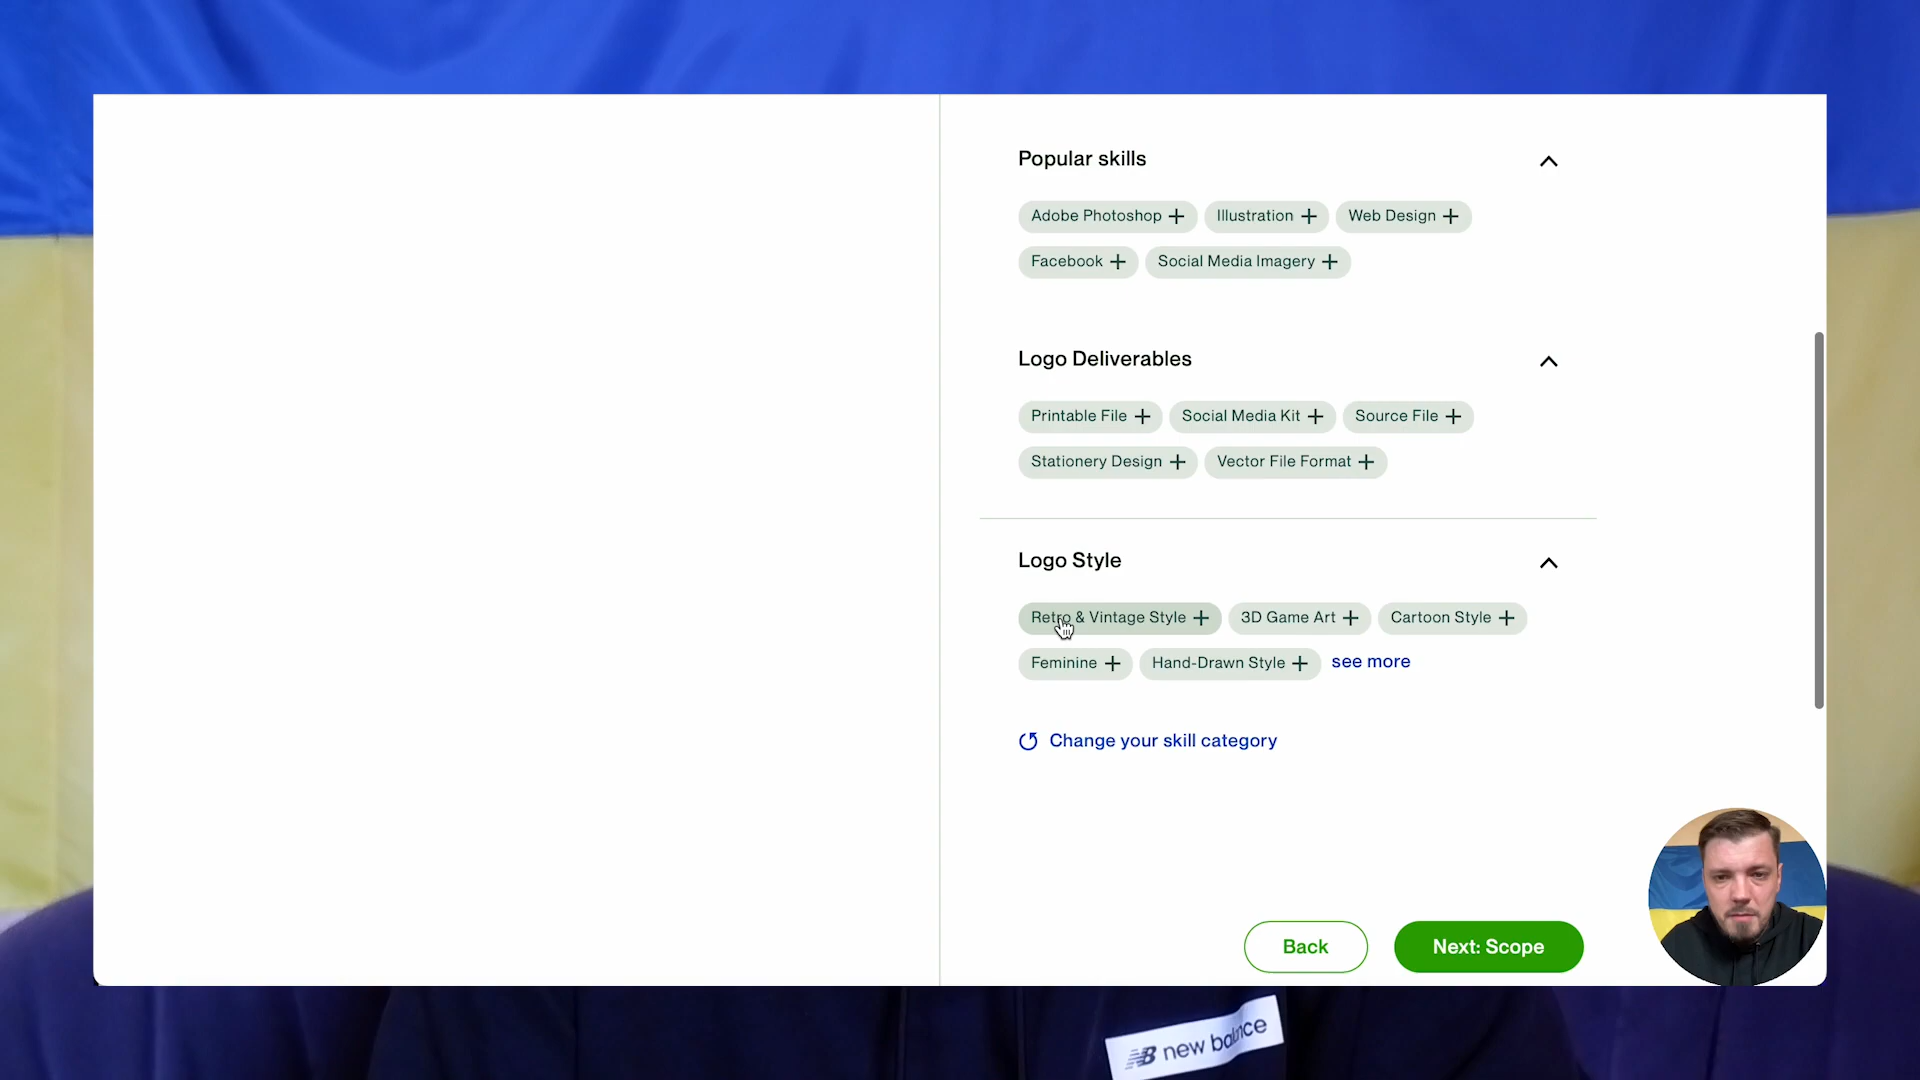 Popular skills
Adobe Photoshop + Illustration + Web Design +
Facebook + Social Media Imagery +
Logo Deliverables
Printable File + Social Media Kit + Source File +
Stationery Design + Vector File Format +
Logo Style
Retro & Vintage Style + 3D Game Art + Cartoon Style +
Feminine + Hand-Drawn Style + see more
Change your skill category
Back Next: Scope
NB new balance